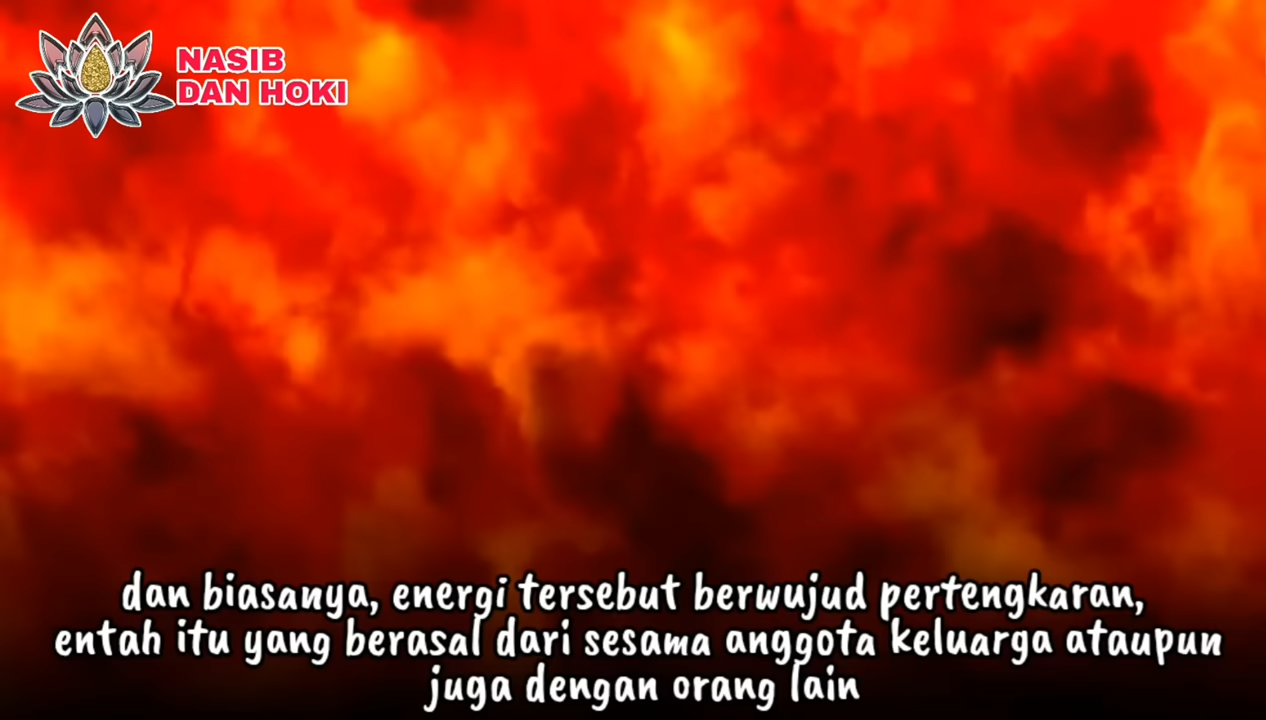 NASIB
DAN HOKI
dan biasanya, energi tersebut berwujud pertengkaran,
entah itu yang berasal dari sesama anggota keluarga ataupun
juga dengan orang lain